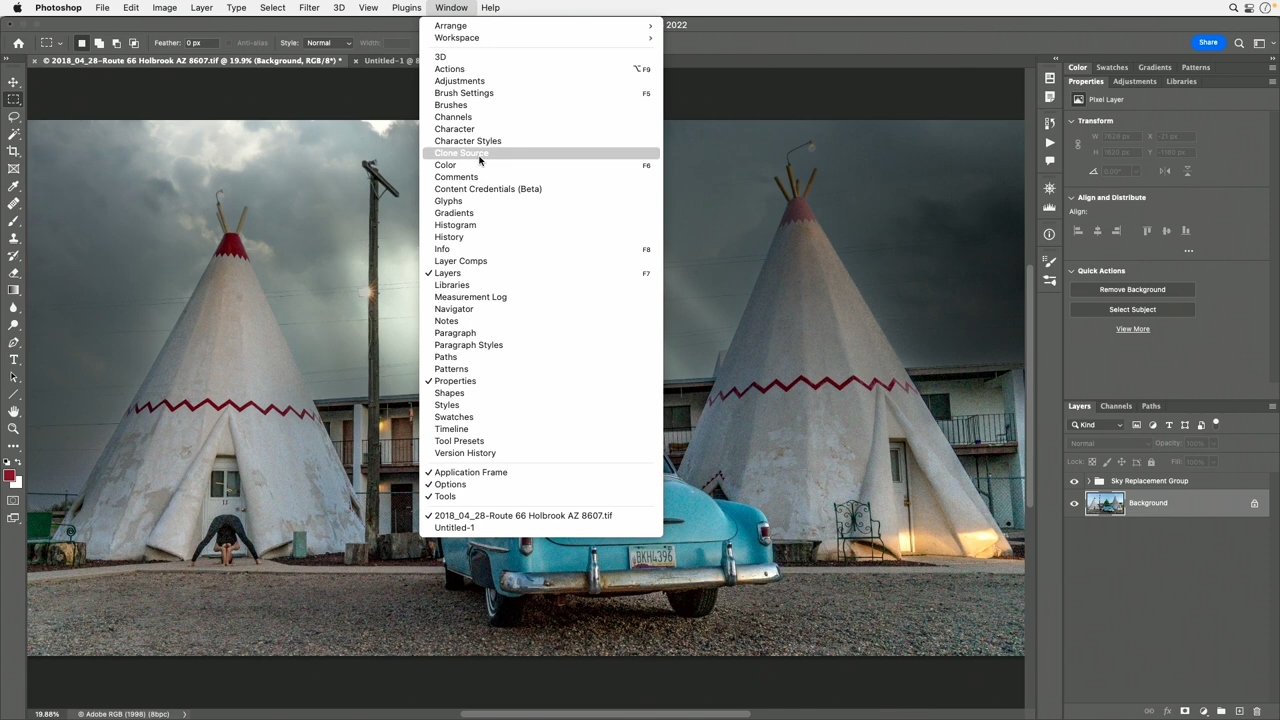 Photoshop File Edit Image Layer Type Select Filter 3D View Plugins Window Help
2022
Feather: 0 px Anti-alias Style: Normal Width: Share
© 2018_04_28-Route 66 Holbrook AZ 8607.tif @ 19.9% (Background, RGB/8*) * Untitled-1 @ 8
Arrange
Workspace
3D
Actions ⌥F9
Adjustments
Brush Settings F5
Brushes
Channels
Character
Character Styles
Clone Source
Color F6
Comments
Content Credentials (Beta)
Glyphs
Gradients
Histogram
History
Info F8
Layer Comps
Layers F7
Libraries
Measurement Log
Navigator
Notes
Paragraph
Paragraph Styles
Paths
Patterns
Properties
Shapes
Styles
Swatches
Timeline
Tool Presets
Version History
Application Frame
Options
Tools
2018_04_28-Route 66 Holbrook AZ 8607.tif
Untitled-1
Color Swatches Gradients Patterns
Properties Adjustments Libraries
Pixel Layer
Transform
W X
H Y
0.00°
Align and Distribute
Align:
Quick Actions
Remove Background
Select Subject
View More
Layers Channels Paths
Kind
Normal Opacity: 100%
Lock: Fill: 100%
Sky Replacement Group
Background
BKH4396
19.88% © Adobe RGB (1998) (8bpc)